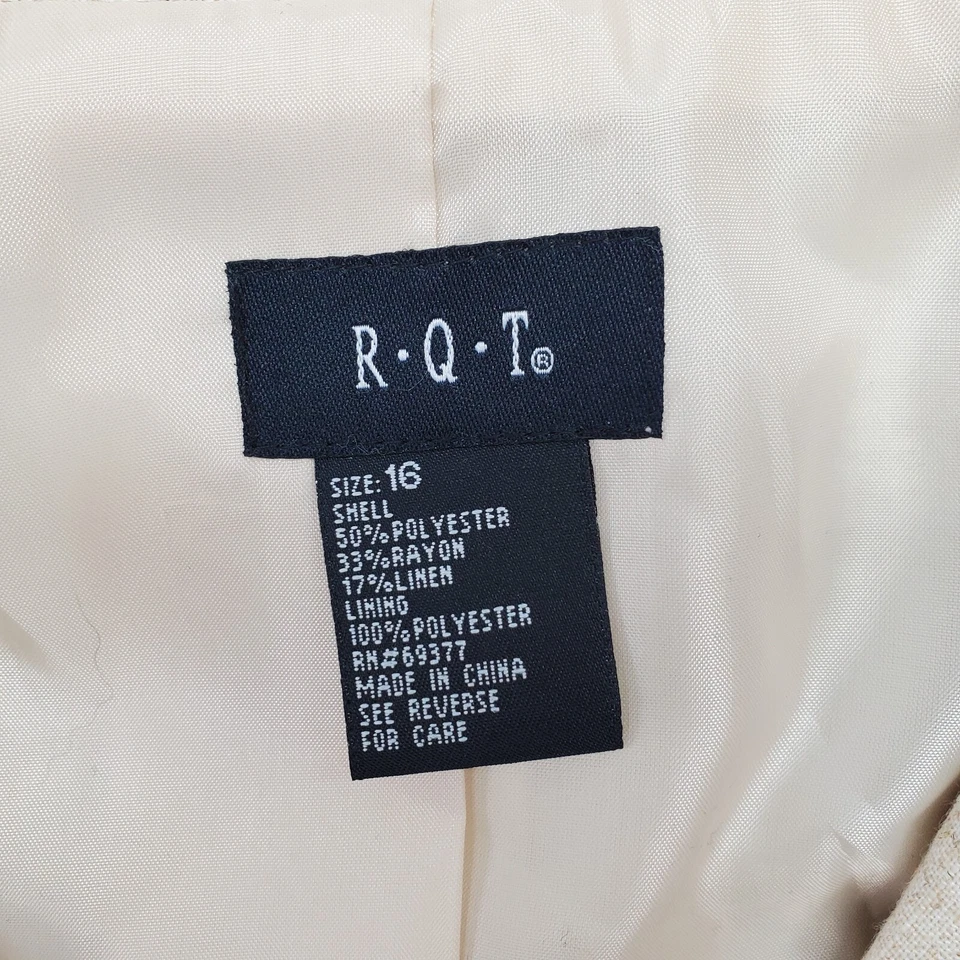 R·Q·T®
SIZE: 16
SHELL
50%POLYESTER
33%RAYON
17%LINEN
LINING
100%POLYESTER
RN#69377
MADE IN CHINA
SEE REVERSE
FOR CARE